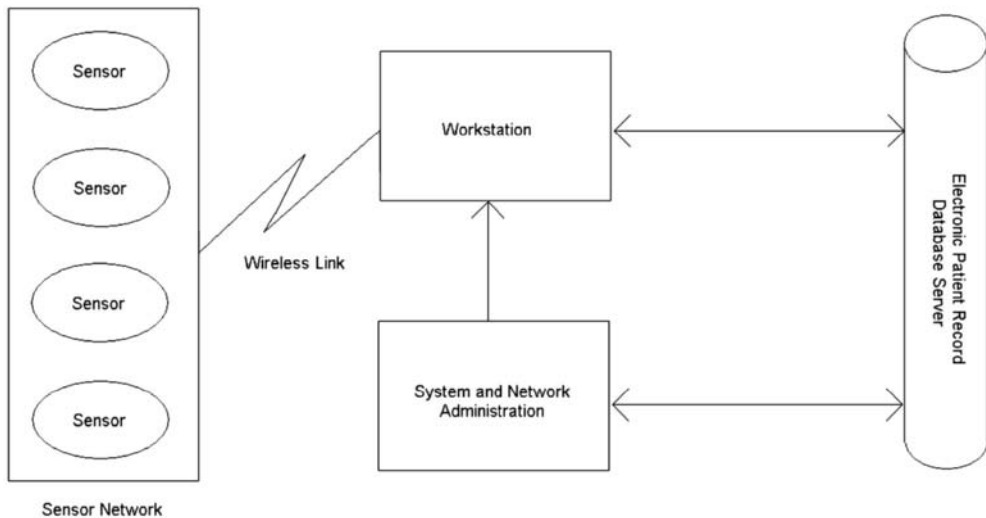 Sensor
Sensor
Sensor
Sensor
Sensor Network
Wireless Link
Workstation
System and Network
Administration
Electronic Patient Record
Database Server